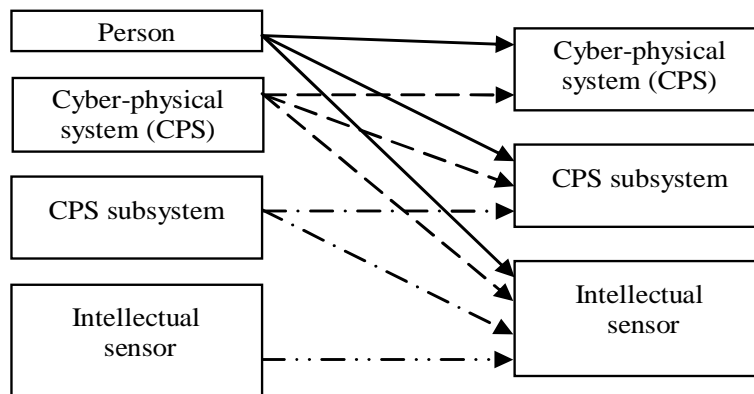 Person
Cyber-physical
system (CPS)
CPS subsystem
Intellectual
sensor
Cyber-physical
system (CPS)
CPS subsystem
Intellectual
sensor